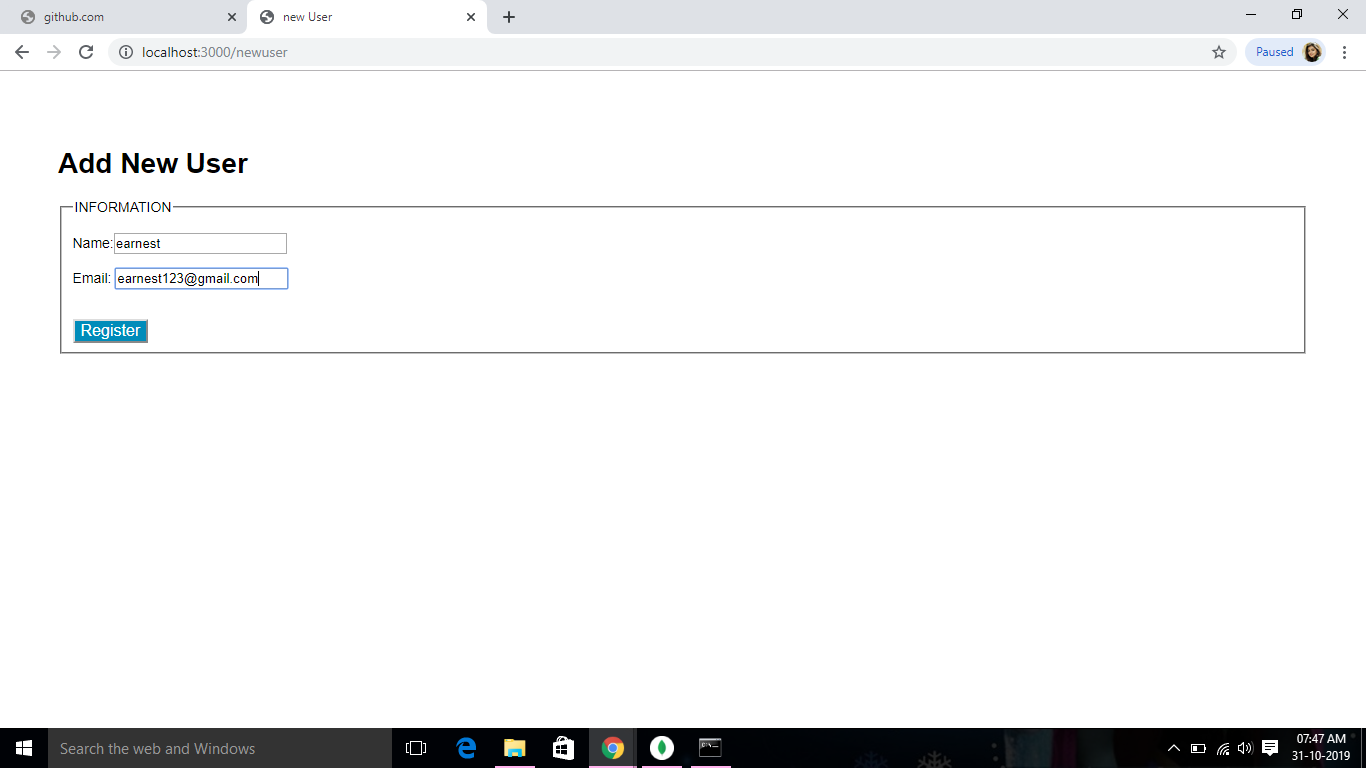 github.com
new User
localhost:3000/newuser
Paused
Add New User
INFORMATION
Name:earnest
Email: earnest123@gmail.com
Register
Search the web and Windows
07:47 AM
31-10-2019